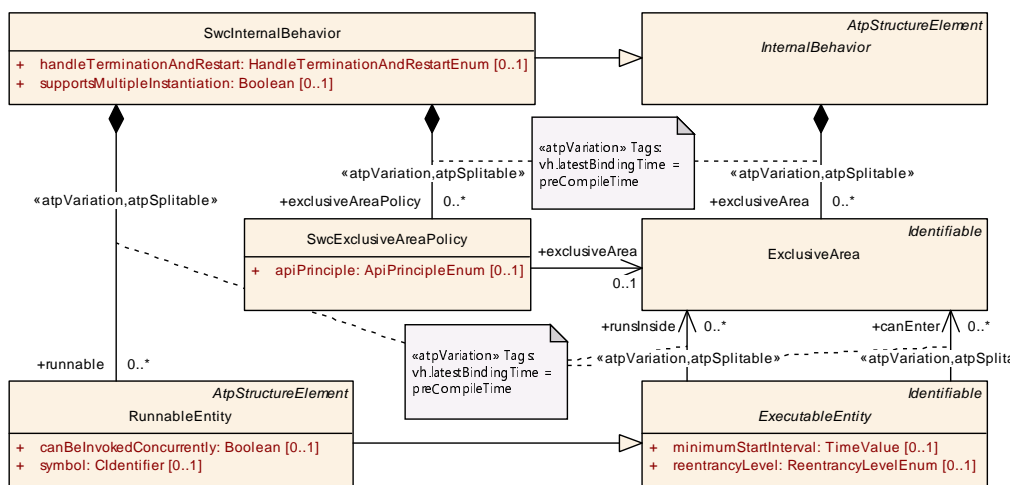 SwcInternalBehavior
+ handleTerminationAndRestart: HandleTerminationAndRestartEnum [0..1]
+ supportsMultipleInstantiation: Boolean [0..1]
AtpStructureElement
InternalBehavior
«atpVariation» Tags:
vh.latestBindingTime =
preCompileTime
«atpVariation,atpSplitable»
«atpVariation,atpSplitable»
«atpVariation,atpSplitable»
+exclusiveAreaPolicy 0..*
+exclusiveArea 0..*
SwcExclusiveAreaPolicy
+ apiPrinciple: ApiPrincipleEnum [0..1]
+exclusiveArea
0..1
Identifiable
ExclusiveArea
«atpVariation» Tags:
vh.latestBindingTime =
preCompileTime
+runsInside 0..*
+canEnter 0..*
«atpVariation,atpSplitable»
«atpVariation,atpSplita
+runnable 0..*
AtpStructureElement
RunnableEntity
+ canBeInvokedConcurrently: Boolean [0..1]
+ symbol: CIdentifier [0..1]
Identifiable
ExecutableEntity
+ minimumStartInterval: TimeValue [0..1]
+ reentrancyLevel: ReentrancyLevelEnum [0..1]